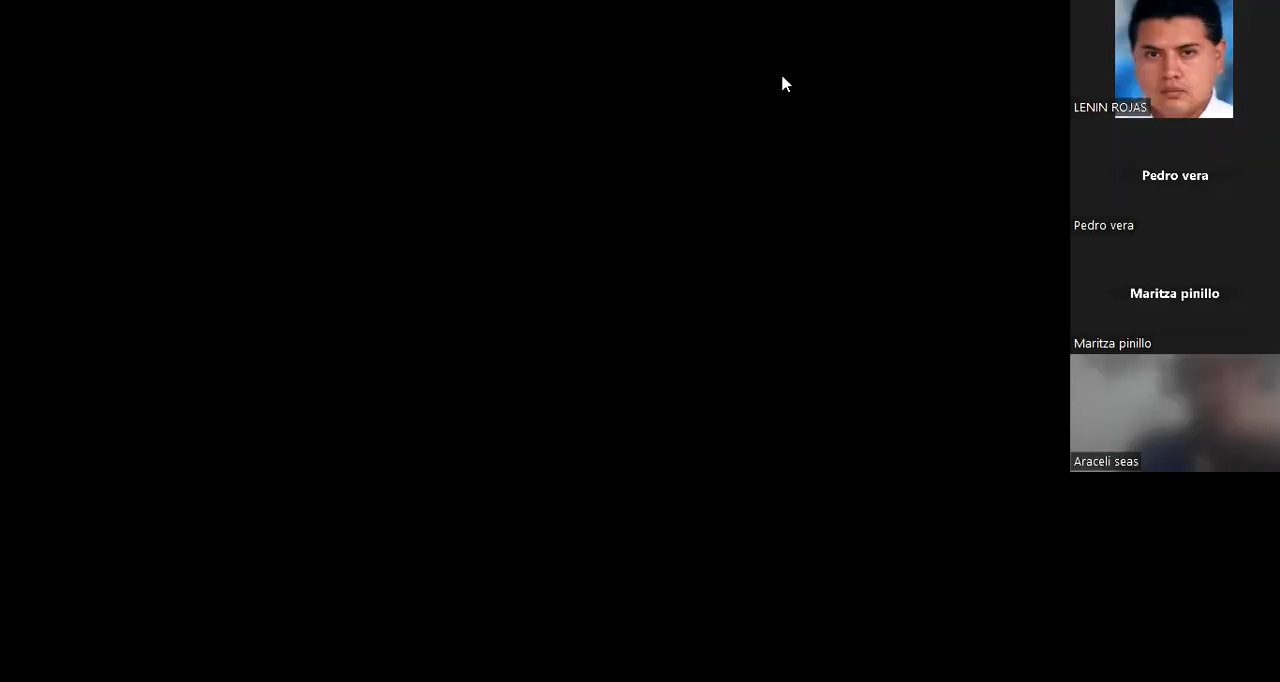 LENIN ROJAS
Pedro vera
Pedro vera
Maritza pinillo
Maritza pinillo
Araceli seas